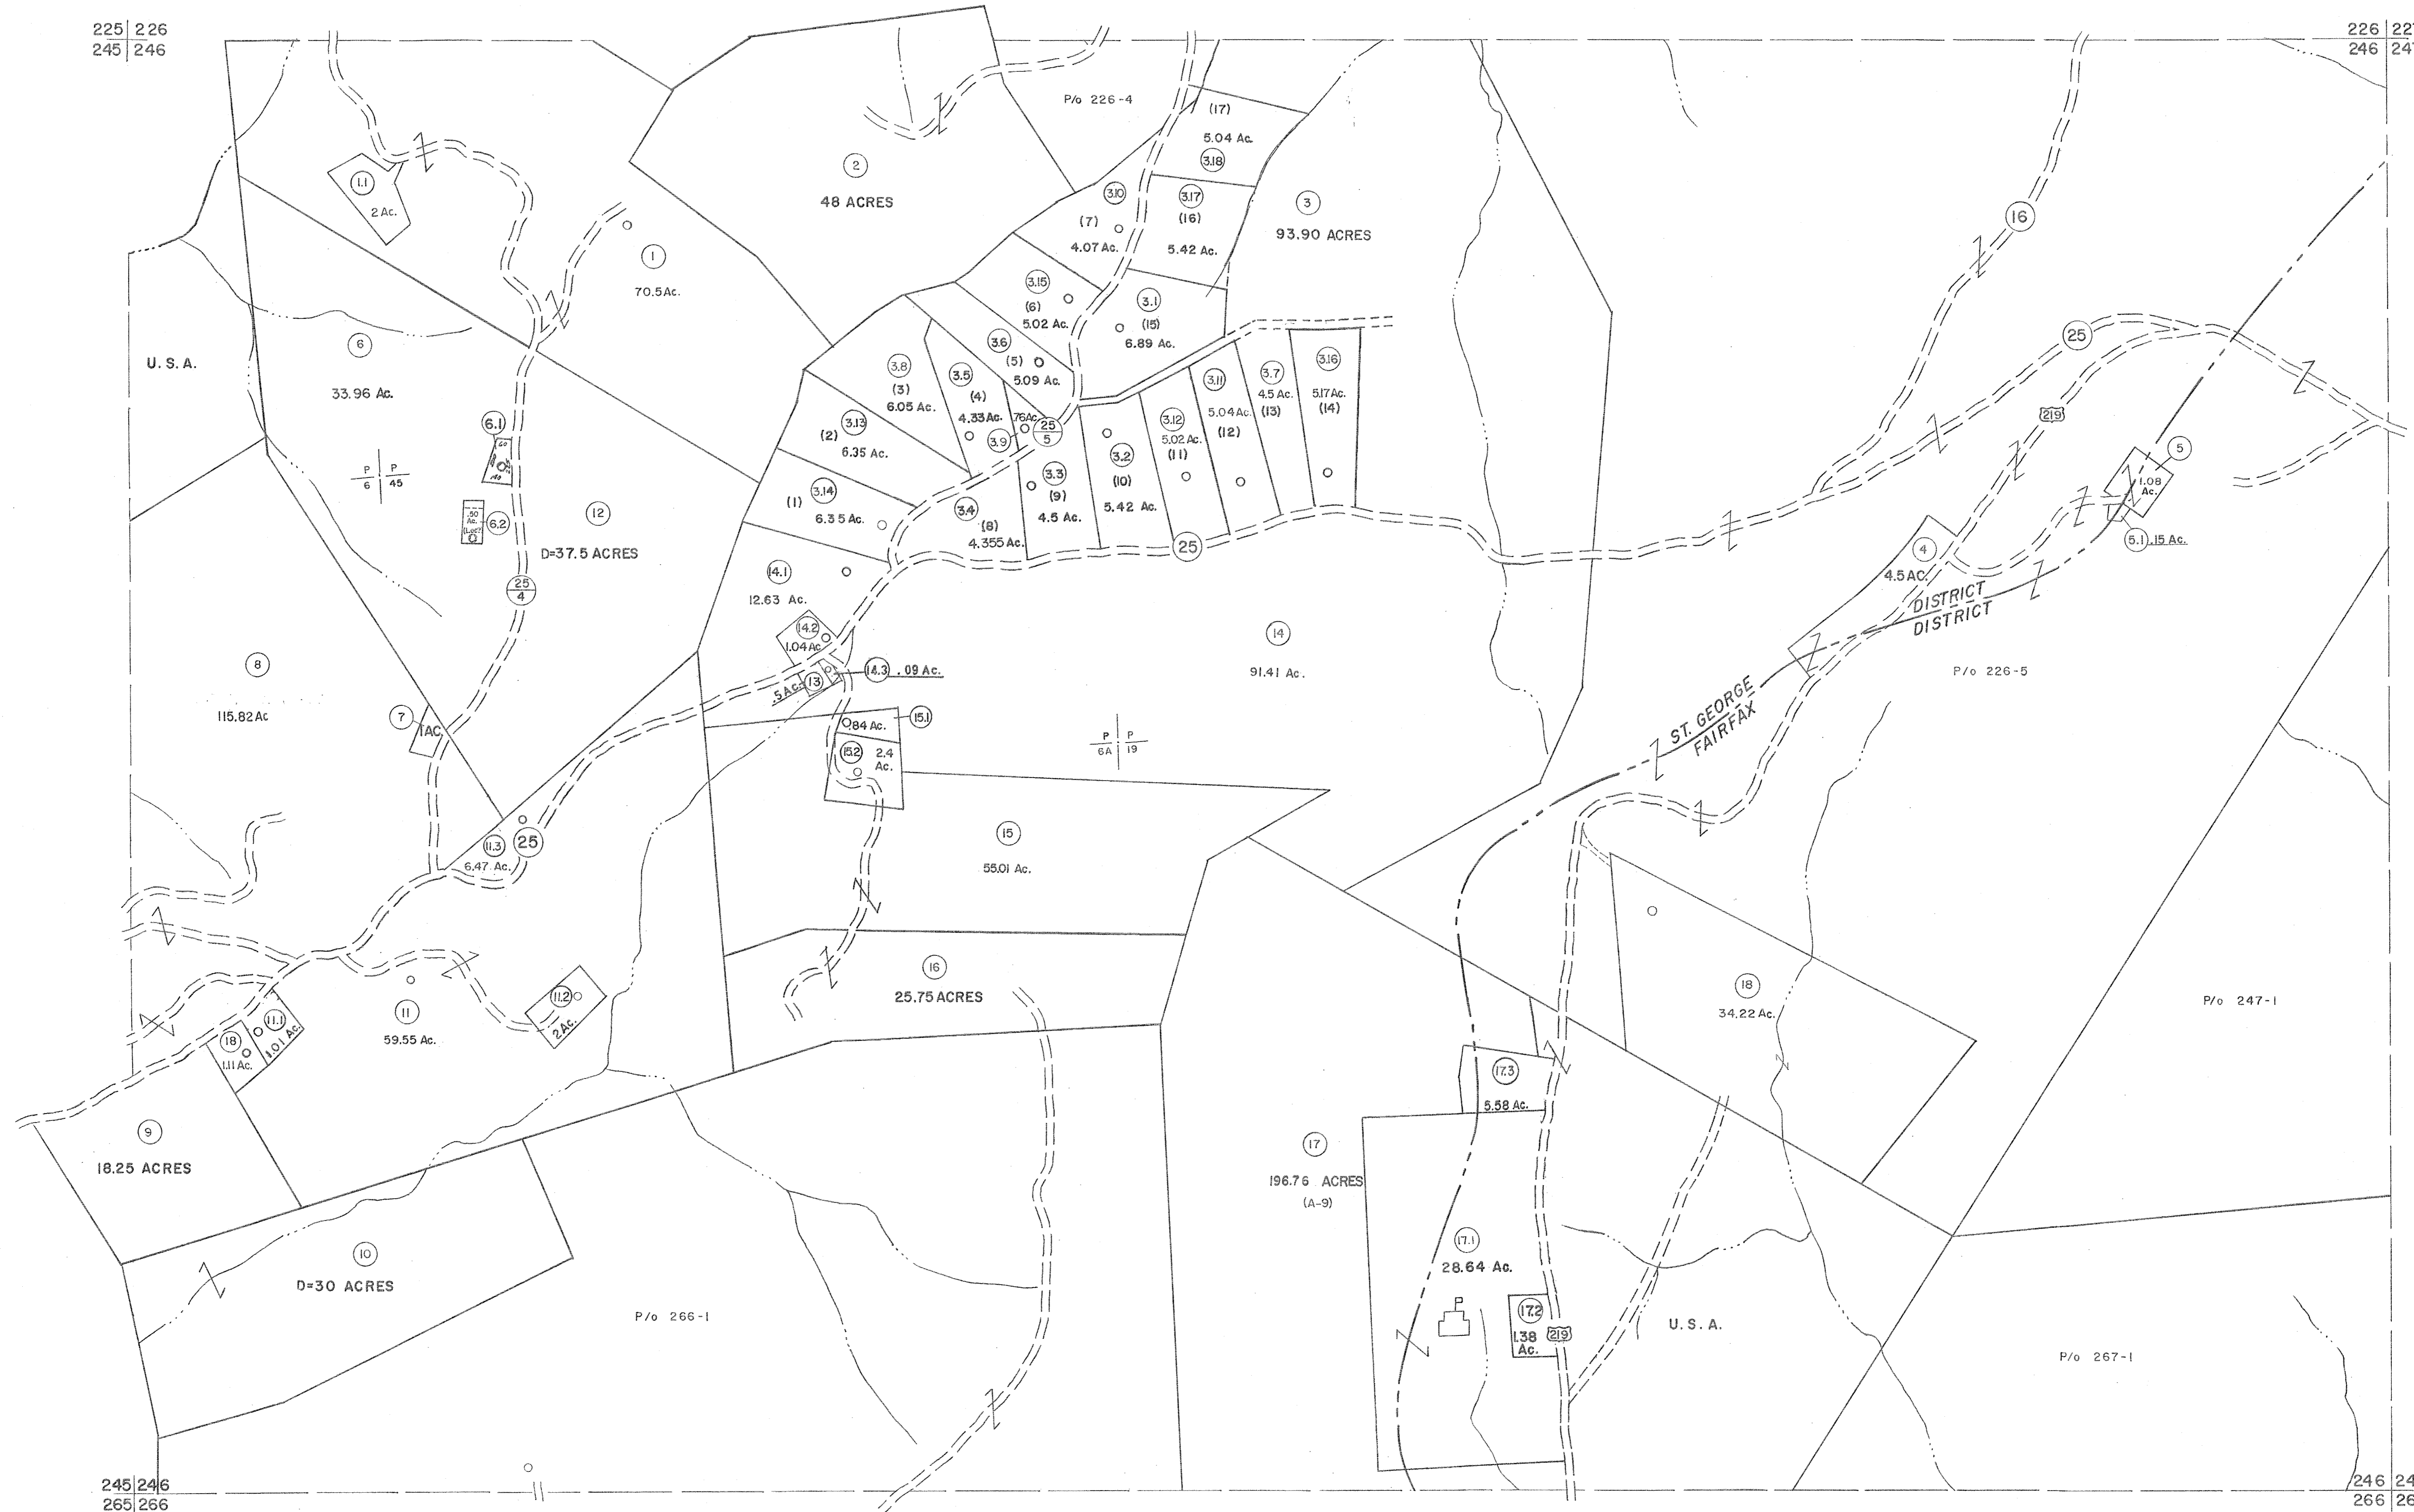 225 226
245 246
226 227
246 247
P/o 226-4
(17)
5.04 Ac.
3.18
1.1
2 Ac.
2
48 ACRES
3.10
(7)
4.07 Ac.
3.17
(16)
5.42 Ac.
3
93.90 ACRES
16
1
70.5 Ac.
3.15
(6)
5.02 Ac.
3.1
(15)
6.89 Ac.
25
6
33.96 Ac.
U.S.A.
3.6
(5)
5.09 Ac.
3.8
(3)
6.05 Ac.
3.5
(4)
4.33 Ac.
.76 Ac.
3.9
25
5
3.11
5.04 Ac.
(12)
3.7
4.5 Ac.
(13)
3.16
5.17 Ac.
(14)
219
6.1
60
140
3.13
(2)
6.35 Ac.
3.12
5.02 Ac.
(11)
3.2
(10)
5.42 Ac.
3.3
(9)
4.5 Ac.
5
1.08
Ac.
P P
6 45
3.14
(1)
6.35 Ac.
3.4
(8)
4.355 Ac.
.50
Ac.
6.2
12
D=37.5 ACRES
25
5.1 .15 Ac.
4
4.5 AC.
14.1
12.63 Ac.
25
4
DISTRICT
DISTRICT
14.2
1.04 Ac.
14
91.41 Ac.
8
115.82 Ac
14.3 .09 Ac.
.5 Ac.
13
P/o 226-5
7
1 AC.
15.1
.84 Ac.
15.2
2.4
Ac.
P P
6A 19
ST. GEORGE
FAIRFAX
15
55.01 Ac.
11.3
6.47 Ac.
25
16
25.75 ACRES
18
34.22 Ac.
P/o 247-1
11.2
2 Ac.
11
59.55 Ac.
11.1
1.01 Ac.
18
1.11 Ac.
17.3
5.58 Ac.
9
18.25 ACRES
17
196.76 ACRES
(A-9)
10
D=30 ACRES
17.1
28.64 Ac.
P/o 266-1
17.2
1.38
Ac.
219
U.S.A.
P/o 267-1
245 246
265 266